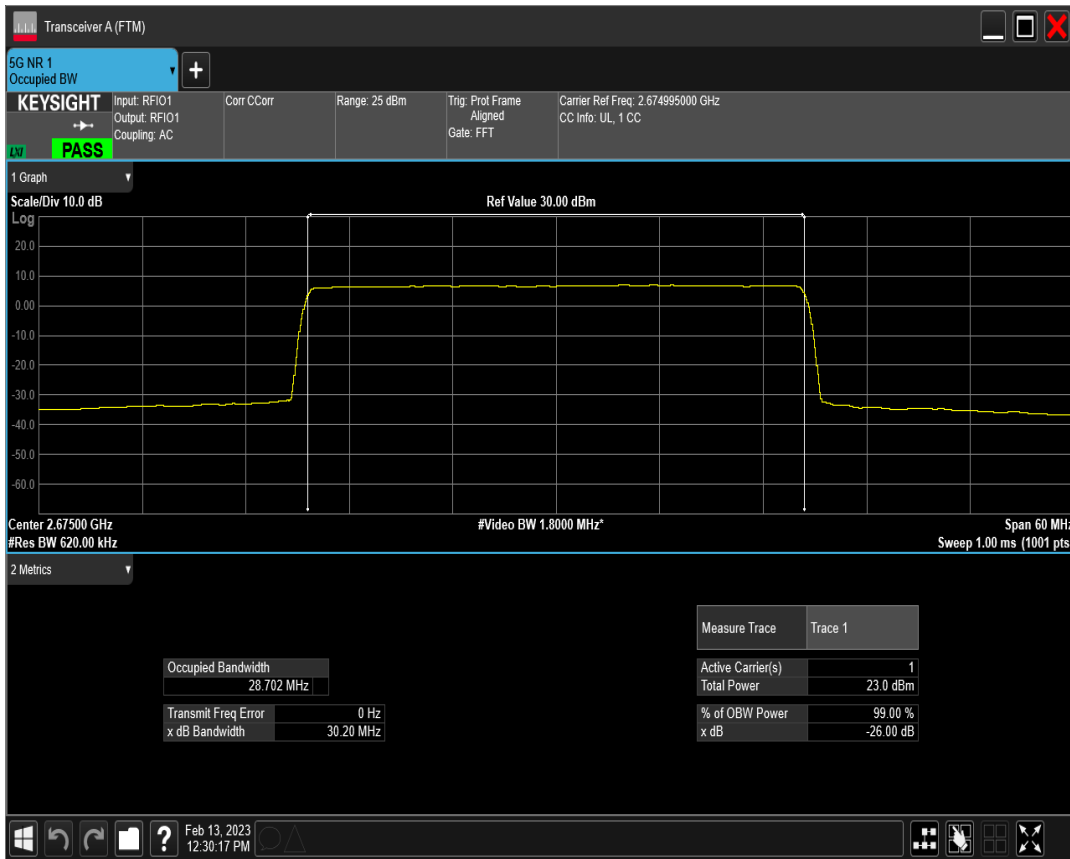 Transceiver A (FTM)
5G NR 1
Occupied BW
+
KEYSIGHT
LXI
PASS
Input: RFIO1
Output: RFIO1
Coupling: AC
Corr CCorr
Range: 25 dBm
Trig: Prot Frame
Aligned
Gate: FFT
Carrier Ref Freq: 2.674995000 GHz
CC Info: UL, 1 CC
1 Graph
Scale/Div 10.0 dB
Ref Value 30.00 dBm
Log
20.0
10.0
0.00
-10.0
-20.0
-30.0
-40.0
-50.0
-60.0
Center 2.67500 GHz
#Video BW 1.8000 MHz*
Span 60 MHz
#Res BW 620.00 kHz
Sweep 1.00 ms (1001 pts
2 Metrics
Measure Trace Trace 1
Occupied Bandwidth
28.702 MHz
Active Carrier(s) 1
Total Power 23.0 dBm
Transmit Freq Error 0 Hz
x dB Bandwidth 30.20 MHz
% of OBW Power 99.00 %
x dB -26.00 dB
?
Feb 13, 2023
12:30:17 PM